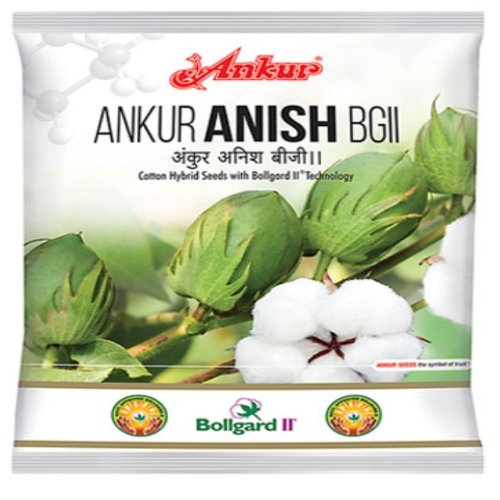 Ankur®
ANKUR ANISH BGII
अंकुर अनिश बीजी।।
Cotton Hybrid Seeds with Bollgard II® Technology
ANKUR SEEDS the symbol of trust
Bollgard II®